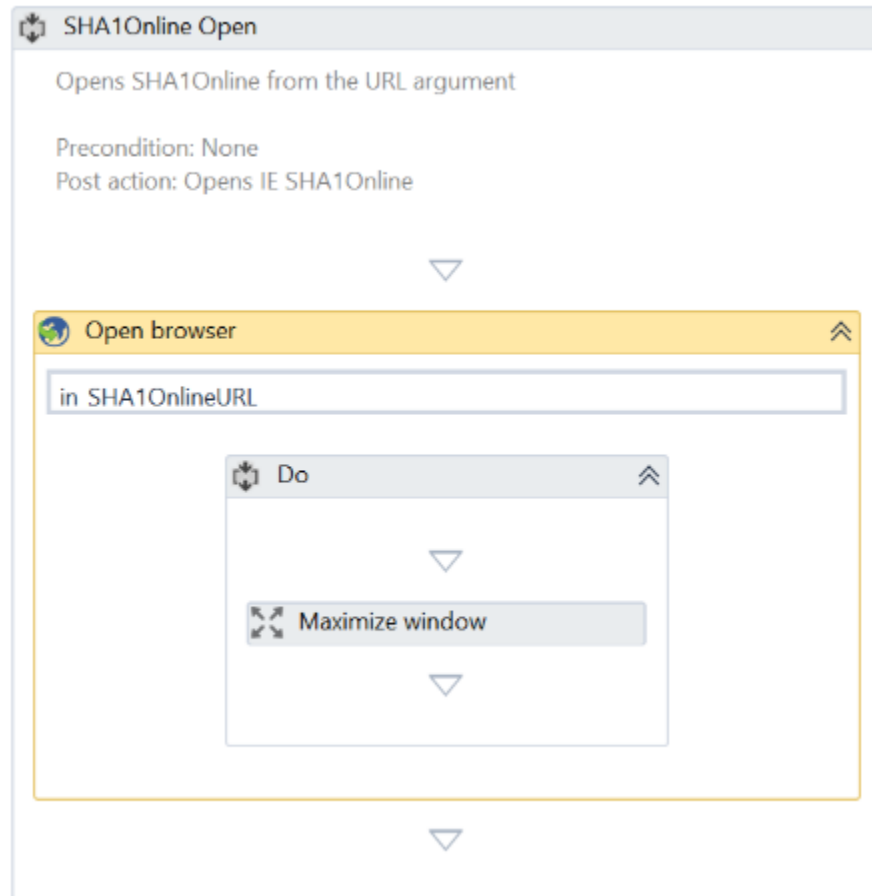 SHA1Online Open
Opens SHA1Online from the URL argument
Precondition: None
Post action: Opens IE SHA1Online
Open browser
in_SHA1OnlineURL
Do
Maximize window